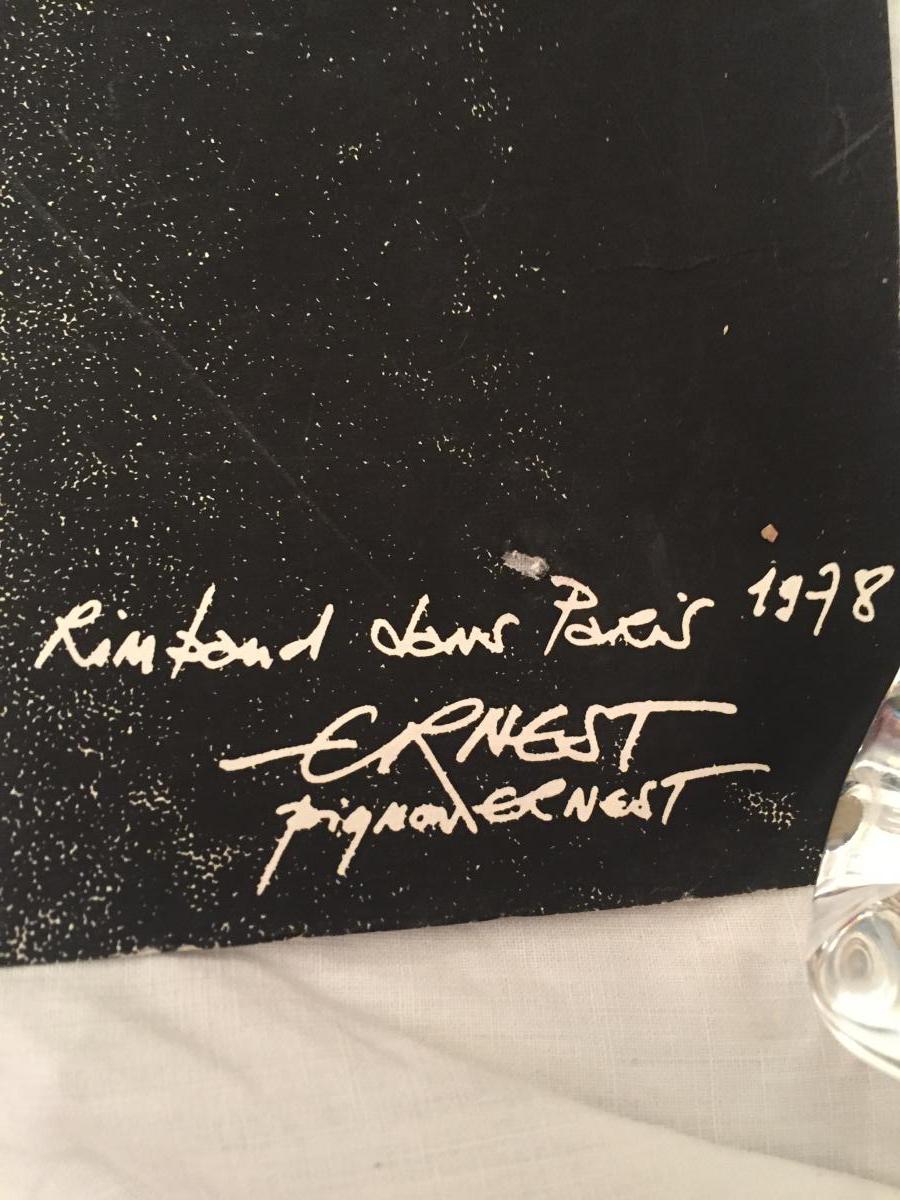 Rimbaud dans Paris 1978
ERNEST
pignon ERNEST